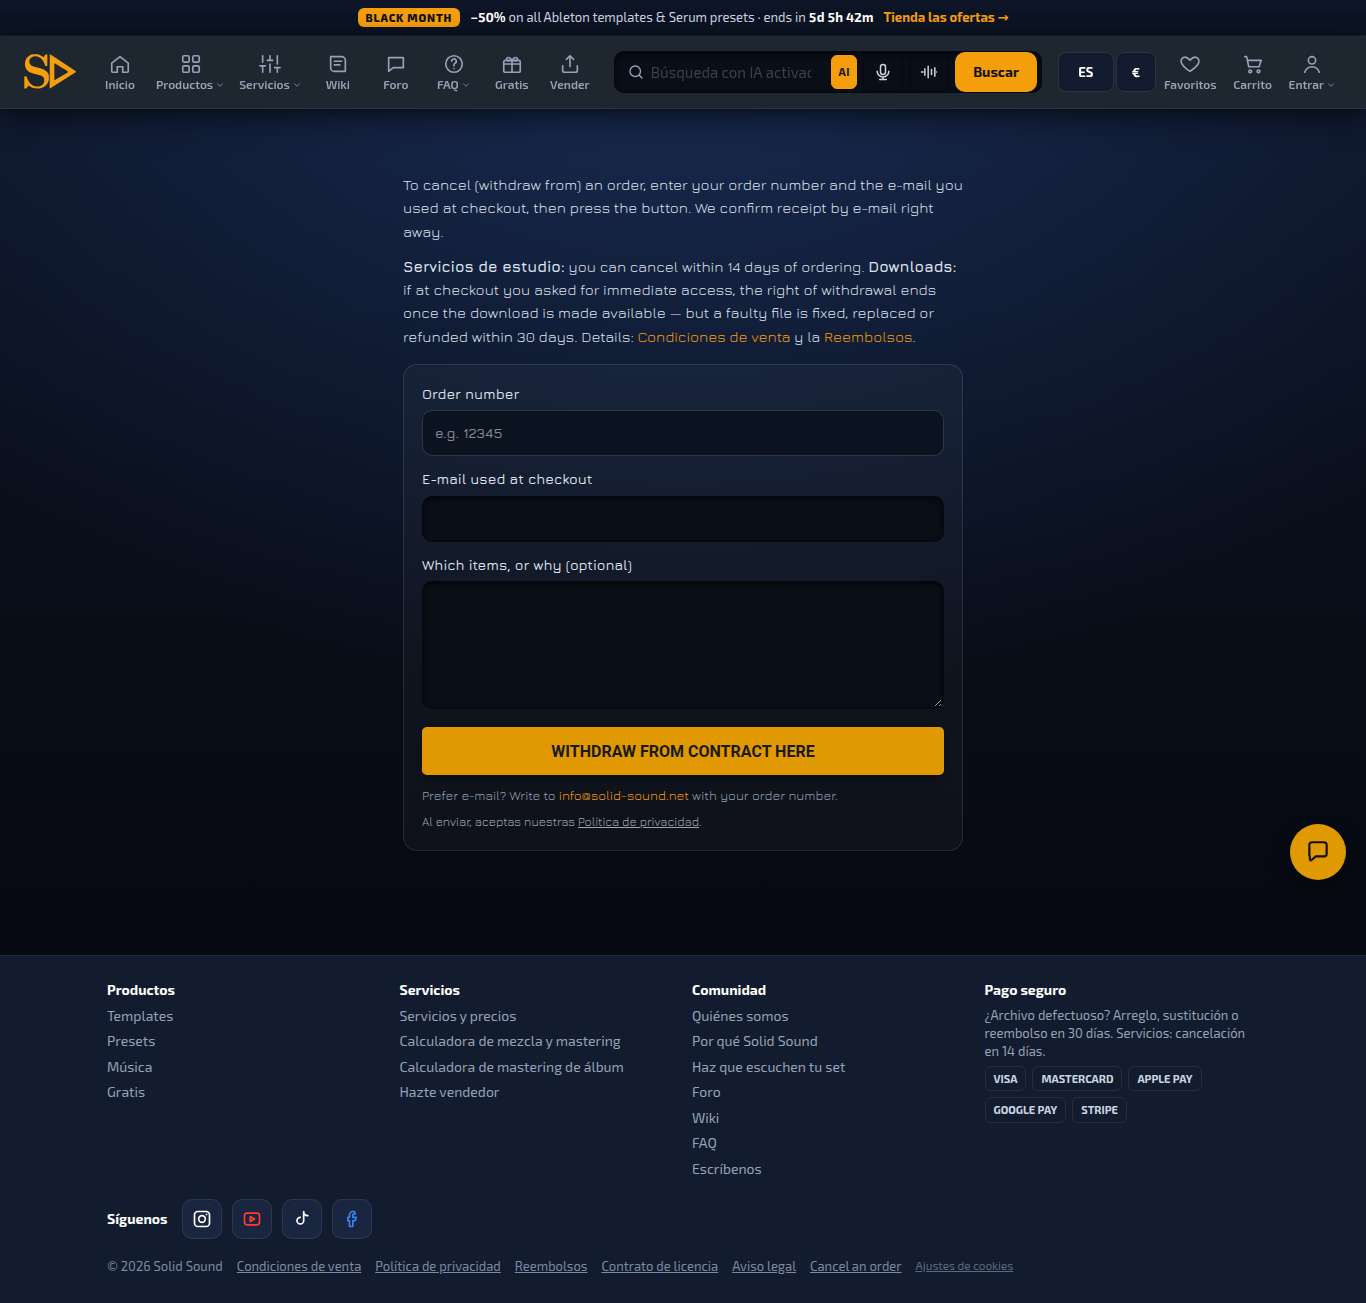 BLACK MONTH −50% on all Ableton templates & Serum presets · ends in 5d 5h 42m Tienda las ofertas →
SD
Inicio Productos Servicios Wiki Foro FAQ Gratis Vender
Búsqueda con IA activad AI Buscar
ES € Favoritos Carrito Entrar
To cancel (withdraw from) an order, enter your order number and the e-mail you
used at checkout, then press the button. We confirm receipt by e-mail right
away.
Servicios de estudio: you can cancel within 14 days of ordering. Downloads:
if at checkout you asked for immediate access, the right of withdrawal ends
once the download is made available — but a faulty file is fixed, replaced or
refunded within 30 days. Details: Condiciones de venta y la Reembolsos.
Order number
e.g. 12345
E-mail used at checkout
Which items, or why (optional)
WITHDRAW FROM CONTRACT HERE
Prefer e-mail? Write to info@solid-sound.net with your order number.
Al enviar, aceptas nuestras Política de privacidad.
Productos
Templates
Presets
Música
Gratis
Servicios
Servicios y precios
Calculadora de mezcla y mastering
Calculadora de mastering de álbum
Hazte vendedor
Comunidad
Quiénes somos
Por qué Solid Sound
Haz que escuchen tu set
Foro
Wiki
FAQ
Escríbenos
Pago seguro
¿Archivo defectuoso? Arreglo, sustitución o
reembolso en 30 días. Servicios: cancelación
en 14 días.
VISA MASTERCARD APPLE PAY
GOOGLE PAY STRIPE
Síguenos
© 2026 Solid Sound Condiciones de venta Política de privacidad Reembolsos Contrato de licencia Aviso legal Cancel an order Ajustes de cookies